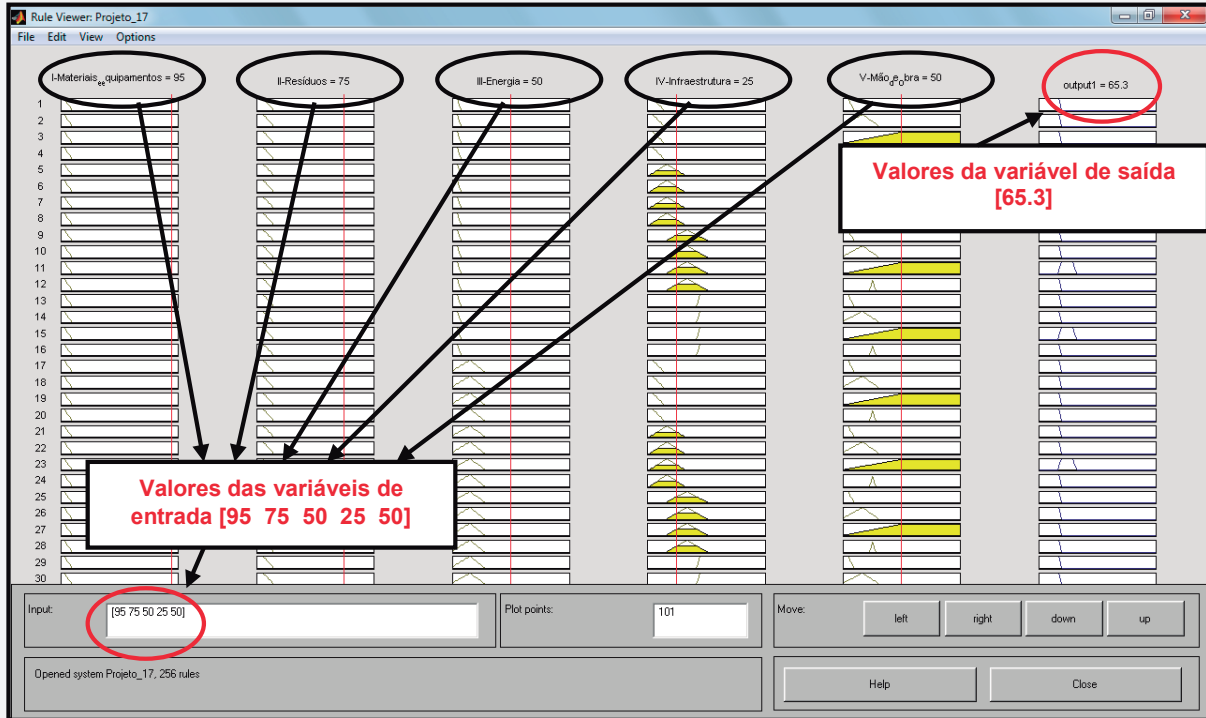 Rule Viewer: Projeto_17
File Edit View Options
I-Materiais ee quipamentos = 95
II-Resíduos = 75
III-Energia = 50
IV-Infraestrutura = 25
V-Mão d e o bra = 50
output1 = 65.3
1
2
3
4
5
6
7
8
9
10
11
12
13
14
15
16
17
18
19
20
21
22
23
24
25
26
27
28
29
30
Valores da variável de saída
[65.3]
Valores das variáveis de
entrada [95 75 50 25 50]
Input:
[95 75 50 25 50]
Plot points:
101
Move:
left
right
down
up
Opened system Projeto_17, 256 rules
Help
Close